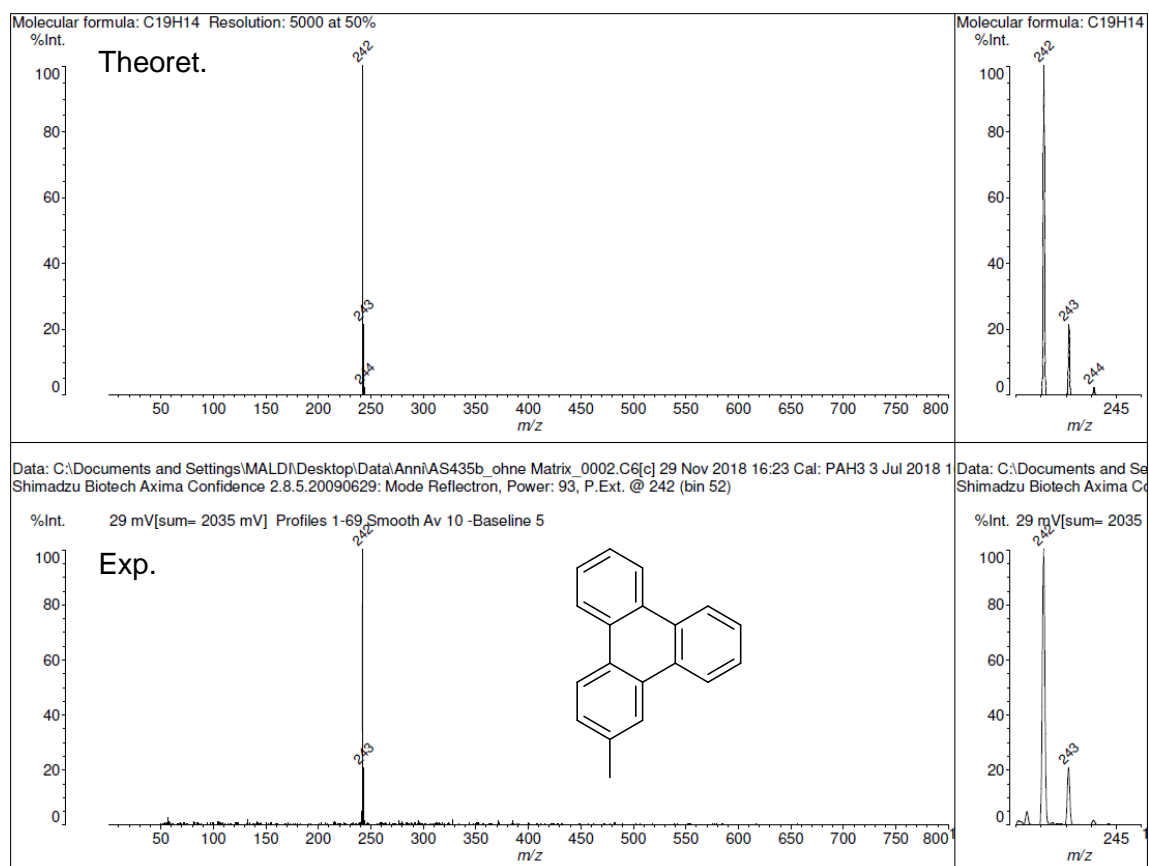 Molecular formula: C19H14 Resolution: 5000 at 50%
%Int.
Theoret.
242
243
244
100
80
60
40
20
0
50 100 150 200 250 300 350 400 450 500 550 600 650 700 750 800
m/z
Molecular formula: C19H14
%Int.
242
243
244
100
80
60
40
20
0
245
m/z
Data: C:\Documents and Settings\MALDI\Desktop\Data\Anni\AS435b_ohne Matrix_0002.C6[c] 29 Nov 2018 16:23 Cal: PAH3 3 Jul 2018
Shimadzu Biotech Axima Confidence 2.8.5.20090629: Mode Reflectron, Power: 93, P.Ext. @ 242 (bin 52)
%Int. 29 mV[sum= 2035 mV] Profiles 1-69 Smooth Av 10 -Baseline 5
Exp.
242
243
100
80
60
40
20
0
50 100 150 200 250 300 350 400 450 500 550 600 650 700 750 800
m/z
Data: C:\Documents and Se
Shimadzu Biotech Axima Co
%Int. 29 mV[sum= 2035
242
243
100
80
60
40
20
0
245
m/z